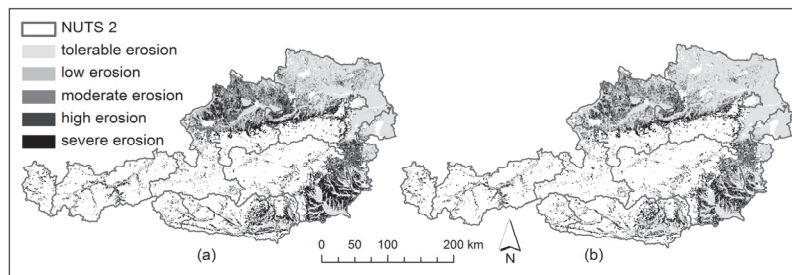 NUTS 2
tolerable erosion
low erosion
moderate erosion
high erosion
severe erosion
(a)
0 50 100 200 km
N
(b)